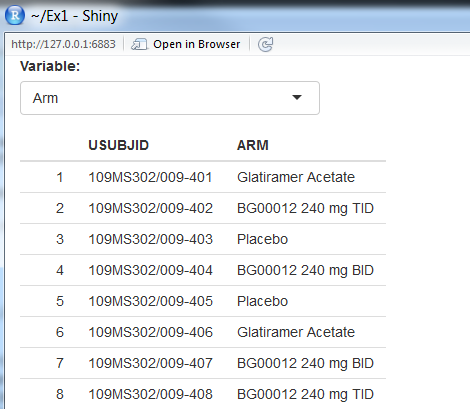 R ~/Ex1 - Shiny
http://127.0.0.1:6883 Open in Browser
Variable:
Arm
USUBJID ARM
1 109MS302/009-401 Glatiramer Acetate
2 109MS302/009-402 BG00012 240 mg TID
3 109MS302/009-403 Placebo
4 109MS302/009-404 BG00012 240 mg BID
5 109MS302/009-405 Placebo
6 109MS302/009-406 Glatiramer Acetate
7 109MS302/009-407 BG00012 240 mg BID
8 109MS302/009-408 BG00012 240 mg TID